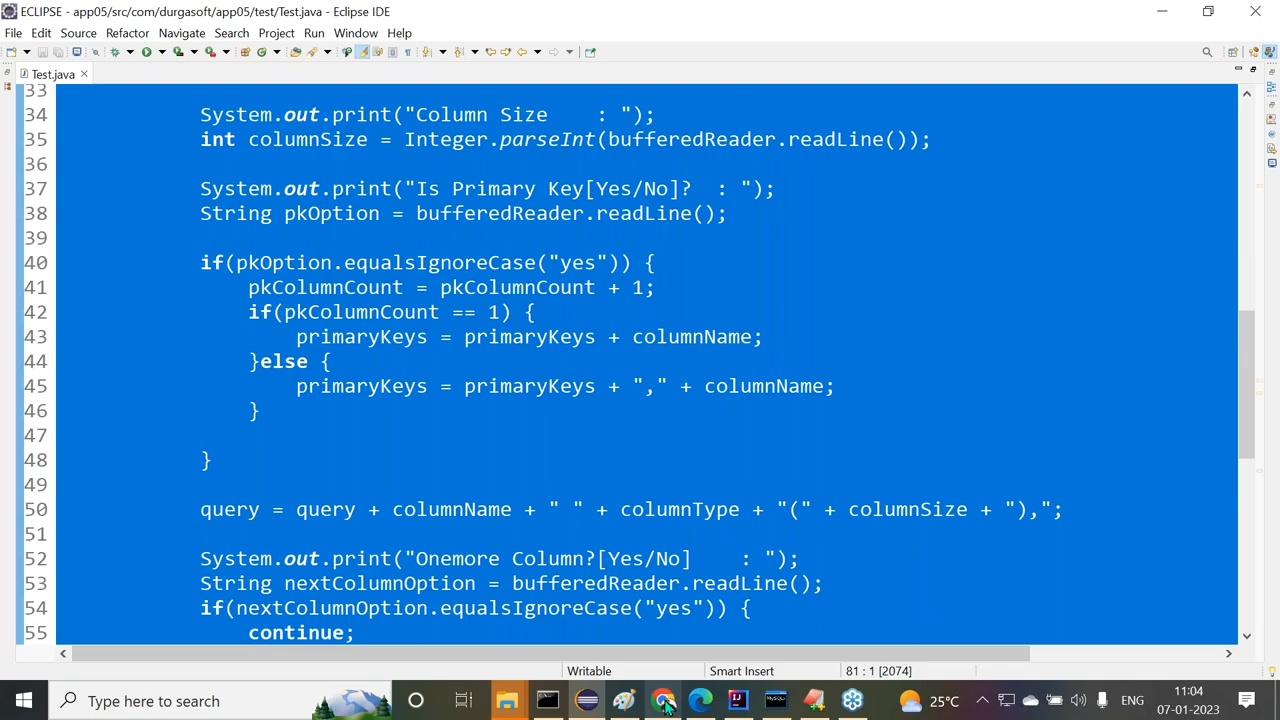 ECLIPSE - app05/src/com/durgasoft/app05/test/Test.java - Eclipse IDE
File Edit Source Refactor Navigate Search Project Run Window Help
Test.java
33
34 System.out.print("Column Size    : ");
35 int columnSize = Integer.parseInt(bufferedReader.readLine());
36
37 System.out.print("Is Primary Key[Yes/No]?  : ");
38 String pkOption = bufferedReader.readLine();
39
40 if(pkOption.equalsIgnoreCase("yes")) {
41 pkColumnCount = pkColumnCount + 1;
42 if(pkColumnCount == 1) {
43 primaryKeys = primaryKeys + columnName;
44 }else {
45 primaryKeys = primaryKeys + "," + columnName;
46 }
47
48 }
49
50 query = query + columnName + " " + columnType + "(" + columnSize + "),";
51
52 System.out.print("Onemore Column?[Yes/No]    : ");
53 String nextColumnOption = bufferedReader.readLine();
54 if(nextColumnOption.equalsIgnoreCase("yes")) {
55 continue;
Writable Smart Insert 81 : 1 [2074]
Type here to search 25°C ENG 11:04
07-01-2023